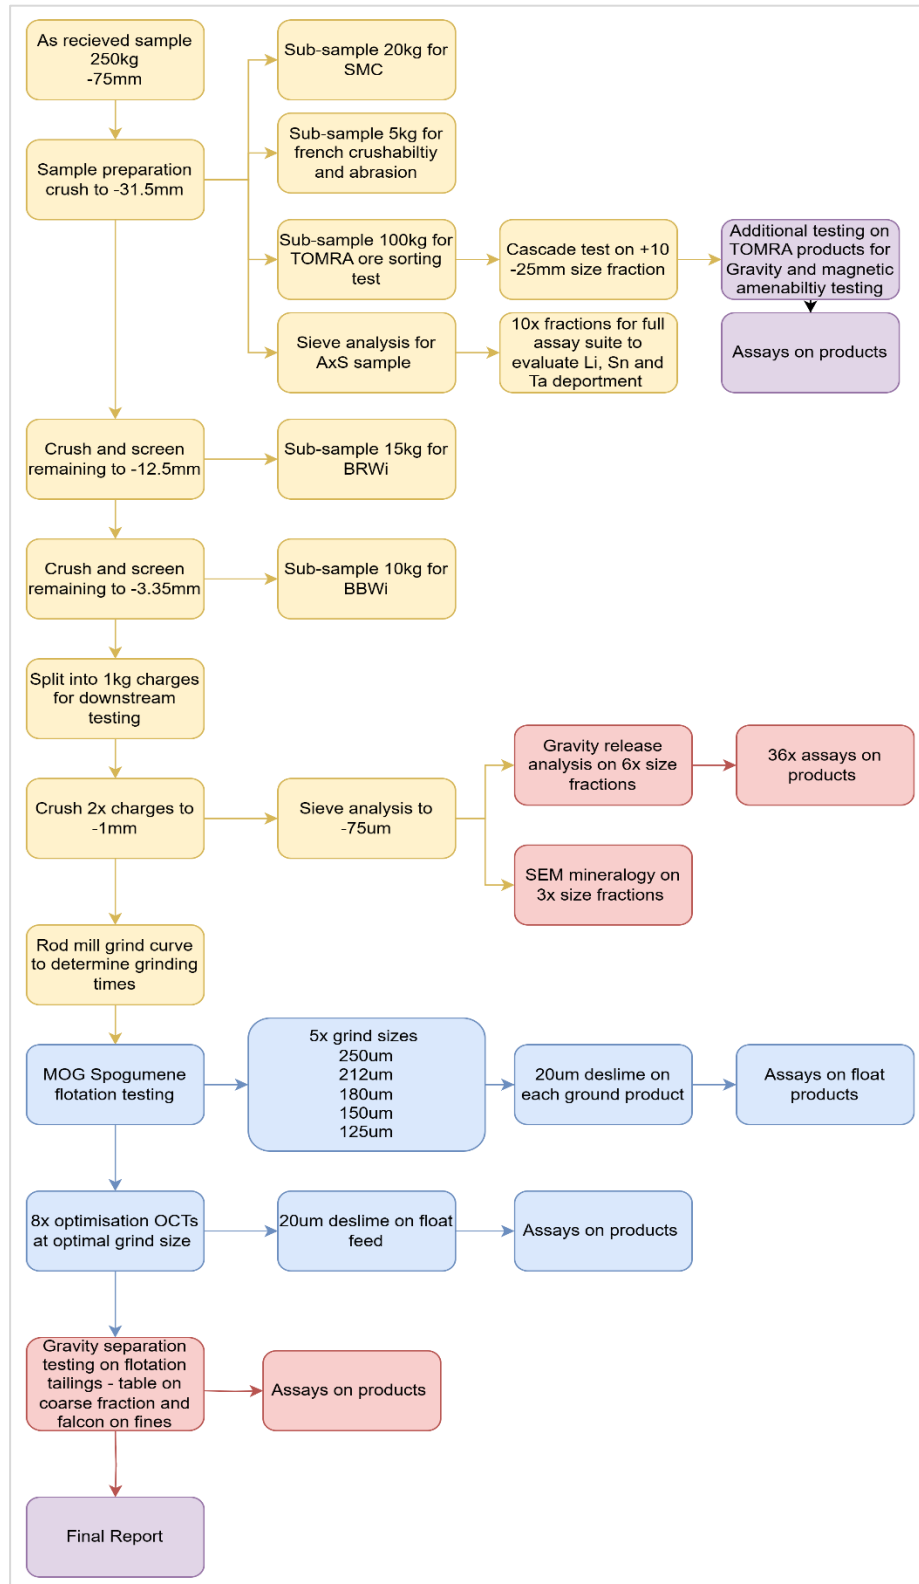 As recieved sample
250kg
-75mm
Sub-sample 20kg for
SMC
Sub-sample 5kg for
french crushabiltiy
and abrasion
Sample preparation
crush to -31.5mm
Sub-sample 100kg for
TOMRA ore sorting
test
Cascade test on +10
-25mm size fraction
Additional testing on
TOMRA products for
Gravity and magnetic
amenabiltiy testing
Sieve analysis for
AxS sample
10x fractions for full
assay suite to
evaluate Li, Sn and
Ta deportment
Assays on products
Crush and screen
remaining to -12.5mm
Sub-sample 15kg for
BRWi
Crush and screen
remaining to -3.35mm
Sub-sample 10kg for
BBWi
Split into 1kg charges
for downstream
testing
Crush 2x charges to
-1mm
Sieve analysis to
-75um
Gravity release
analysis on 6x size
fractions
36x assays on
products
SEM mineralogy on
3x size fractions
Rod mill grind curve
to determine grinding
times
MOG Spogumene
flotation testing
5x grind sizes
250um
212um
180um
150um
125um
20um deslime on
each ground product
Assays on float
products
8x optimisation OCTs
at optimal grind size
20um deslime on float
feed
Assays on products
Gravity separation
testing on flotation
tailings - table on
coarse fraction and
falcon on fines
Assays on products
Final Report